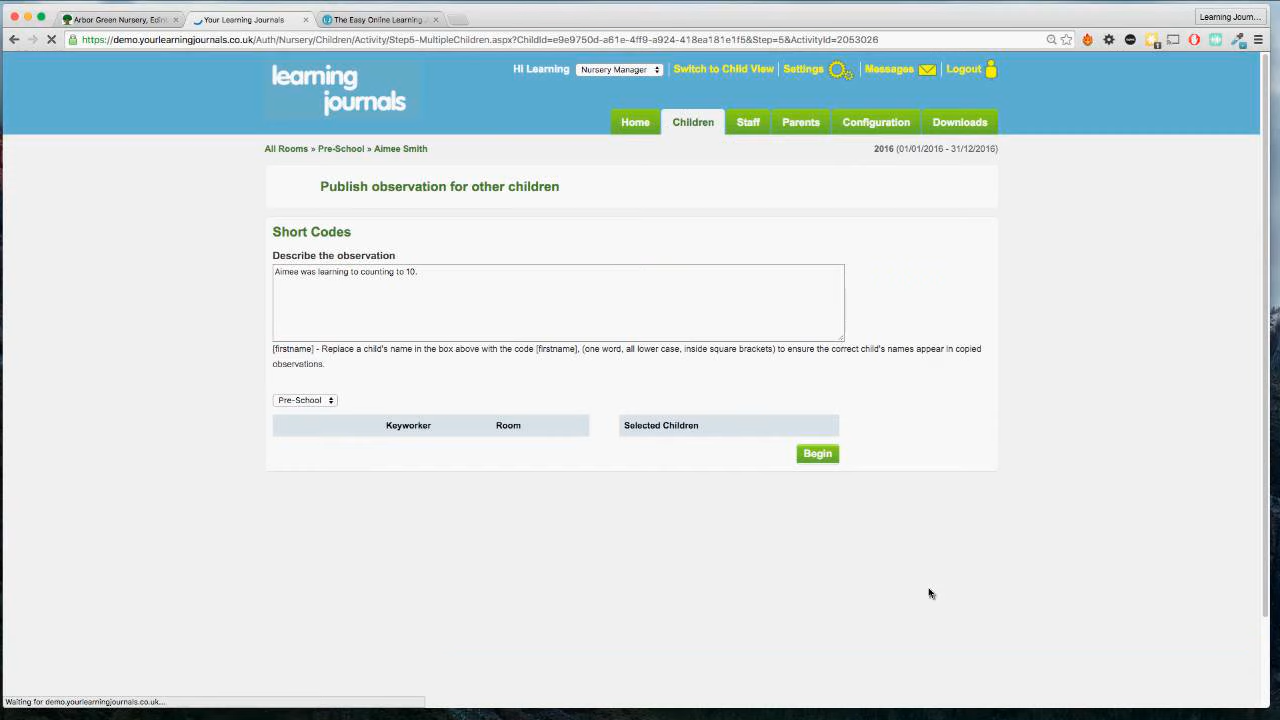 Arbor Green Nursery, Edin
Your Learning Journals
The Easy Online Learning J
Learning Journ...
https://demo.yourlearningjournals.co.uk/Auth/Nursery/Children/Activity/Step5-MultipleChildren.aspx?ChildId=e9e9750d-a61e-4ff9-a924-418ea181e1f5&Step=5&ActivityId=2053026
learning journals
Hi Learning Nursery Manager Switch to Child View Settings Messages Logout
Home Children Staff Parents Configuration Downloads
All Rooms » Pre-School » Aimee Smith
2016 (01/01/2016 - 31/12/2016)
Publish observation for other children
Short Codes
Describe the observation
Aimee was learning to counting to 10.
[firstname] - Replace a child's name in the box above with the code [firstname], (one word, all lower case, inside square brackets) to ensure the correct child's names appear in copied
observations.
Pre-School
Keyworker Room Selected Children
Begin
Waiting for demo.yourlearningjournals.co.uk...